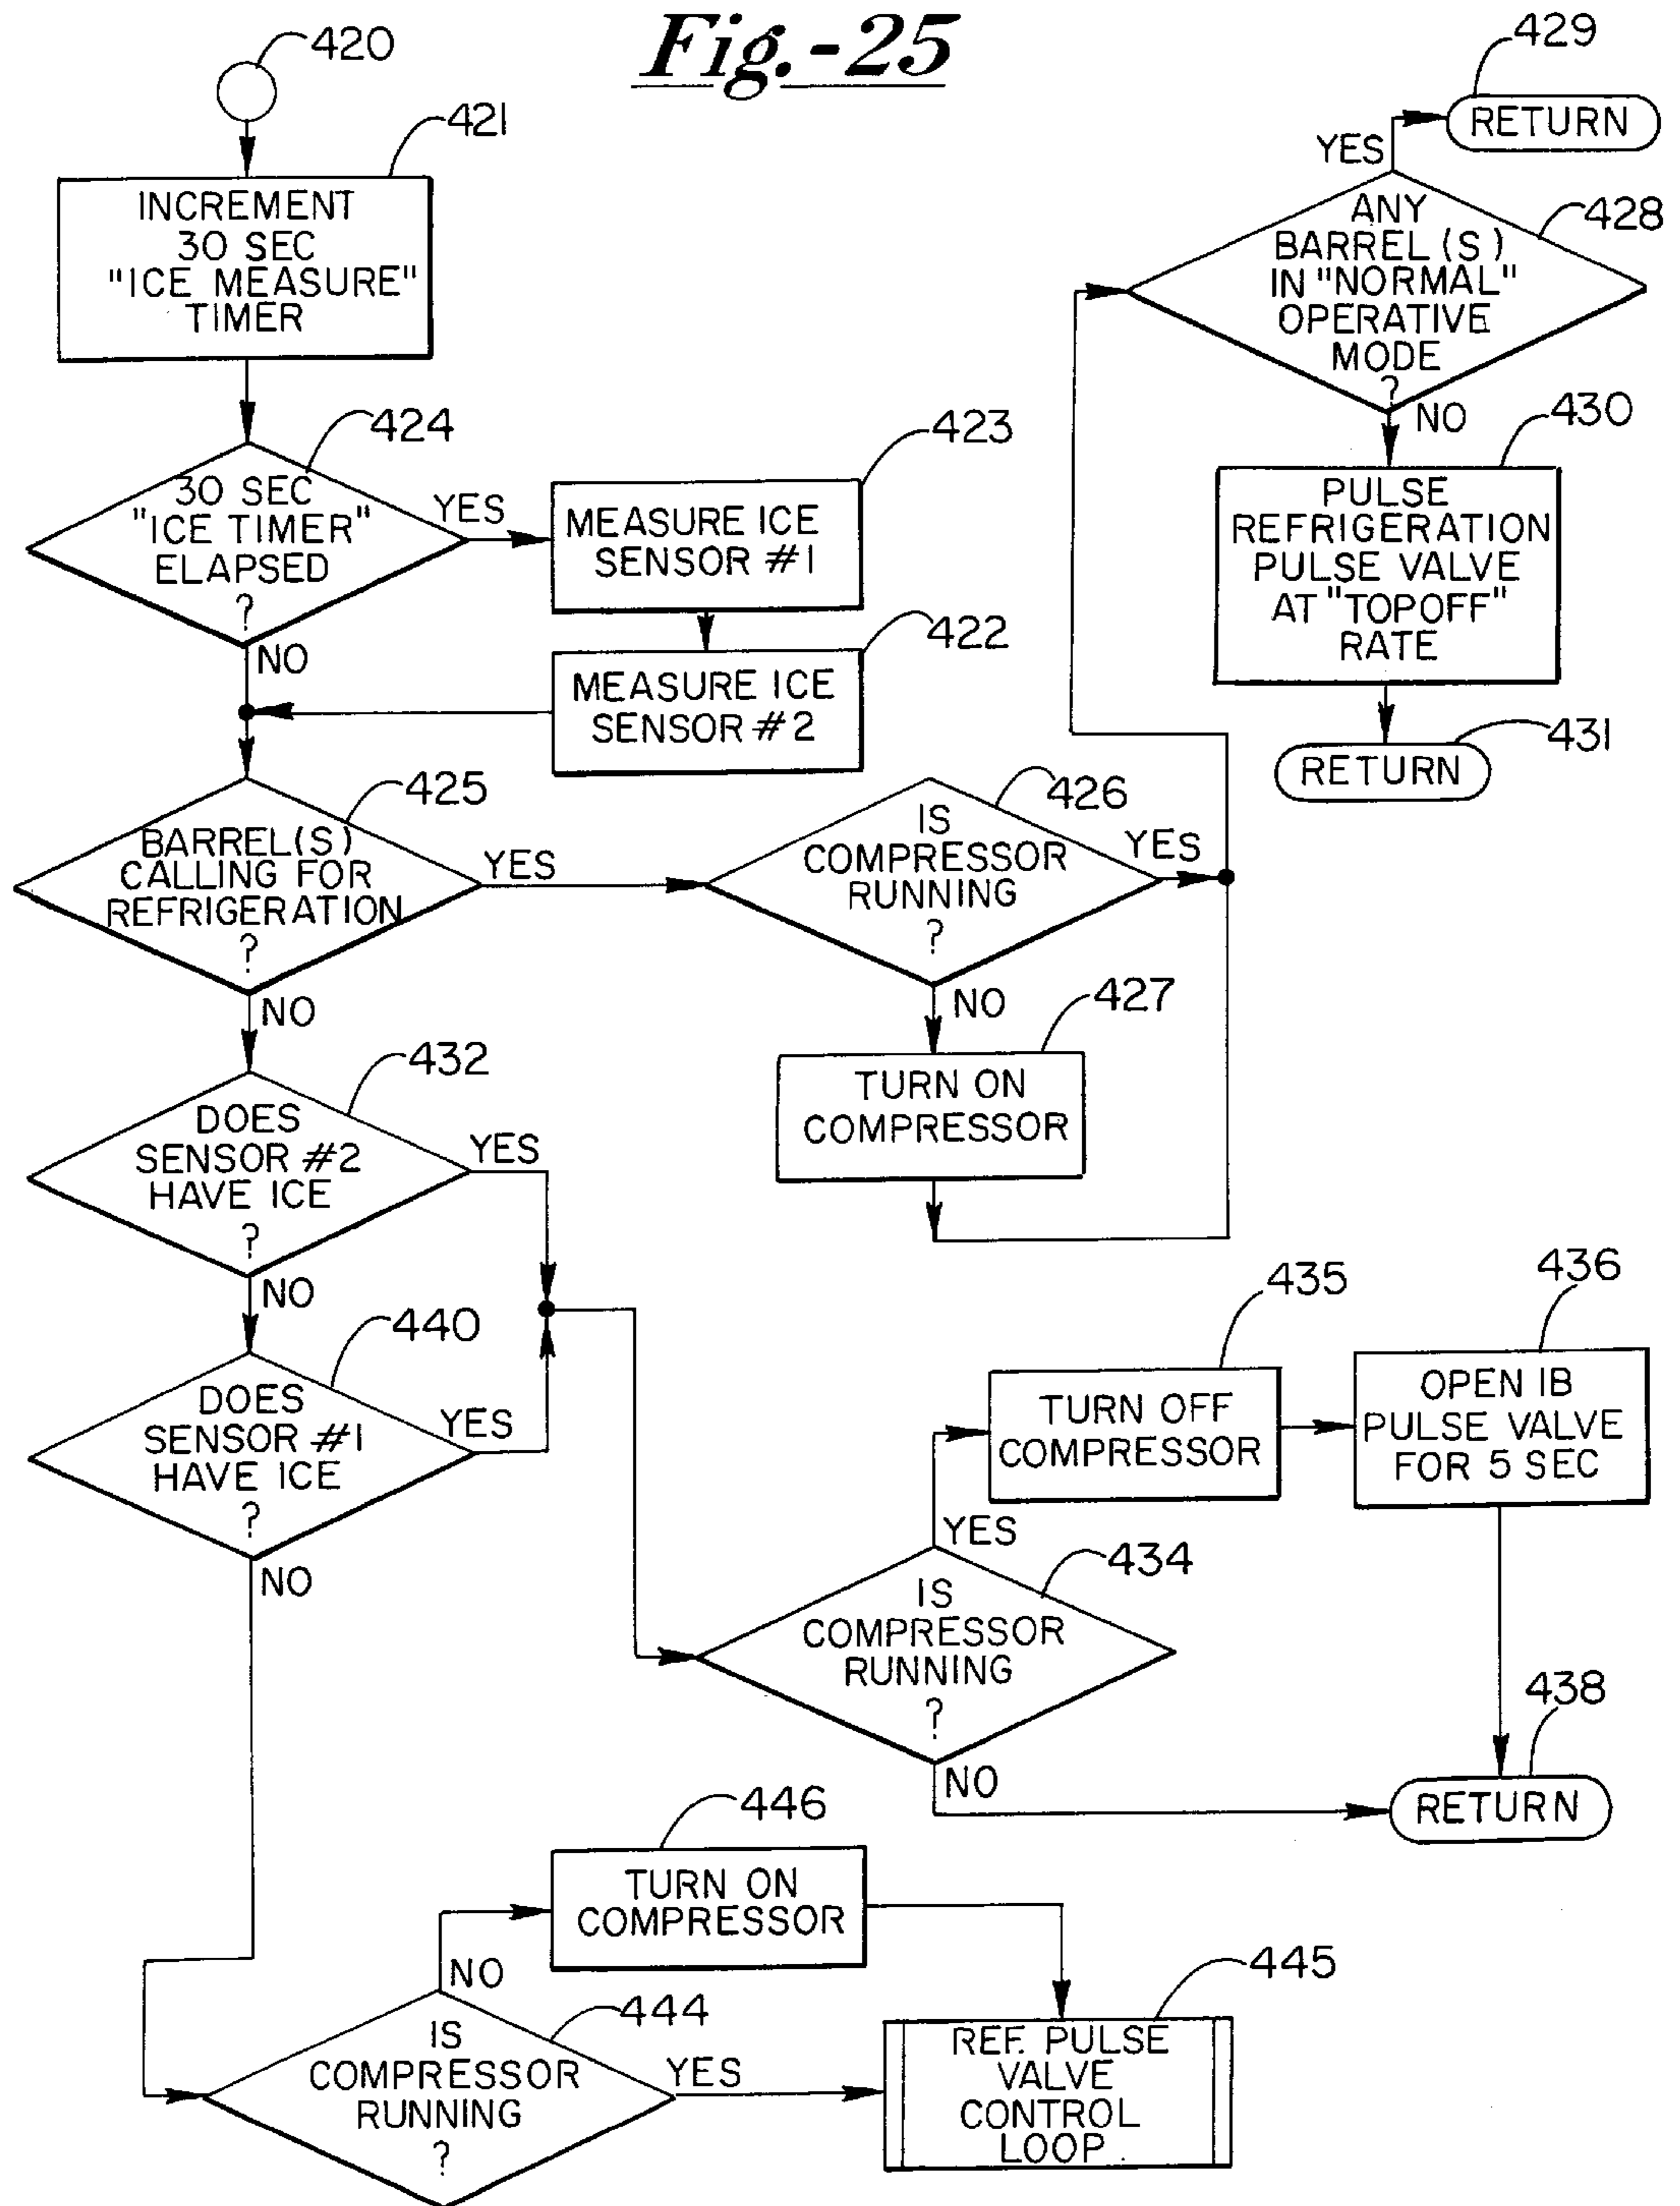 Fig.-25
420
421
INCREMENT
30 SEC
"ICE MEASURE"
TIMER
424
30 SEC
"ICE TIMER"
ELAPSED
?
YES
NO
423
MEASURE ICE
SENSOR #1
422
MEASURE ICE
SENSOR #2
425
BARREL(S)
CALLING FOR
REFRIGERATION
?
YES
NO
426
IS
COMPRESSOR
RUNNING
?
YES
NO
427
TURN ON
COMPRESSOR
429
RETURN
YES
428
ANY
BARREL(S)
IN "NORMAL"
OPERATIVE
MODE
?
NO
430
PULSE
REFRIGERATION
PULSE VALVE
AT "TOPOFF"
RATE
431
RETURN
432
DOES
SENSOR #2
HAVE ICE
?
YES
NO
440
DOES
SENSOR #1
HAVE ICE
?
YES
NO
435
TURN OFF
COMPRESSOR
436
OPEN IB
PULSE VALVE
FOR 5 SEC
YES
434
IS
COMPRESSOR
RUNNING
?
NO
438
RETURN
446
TURN ON
COMPRESSOR
NO
444
IS
COMPRESSOR
RUNNING
?
YES
445
REF. PULSE
VALVE
CONTROL
LOOP